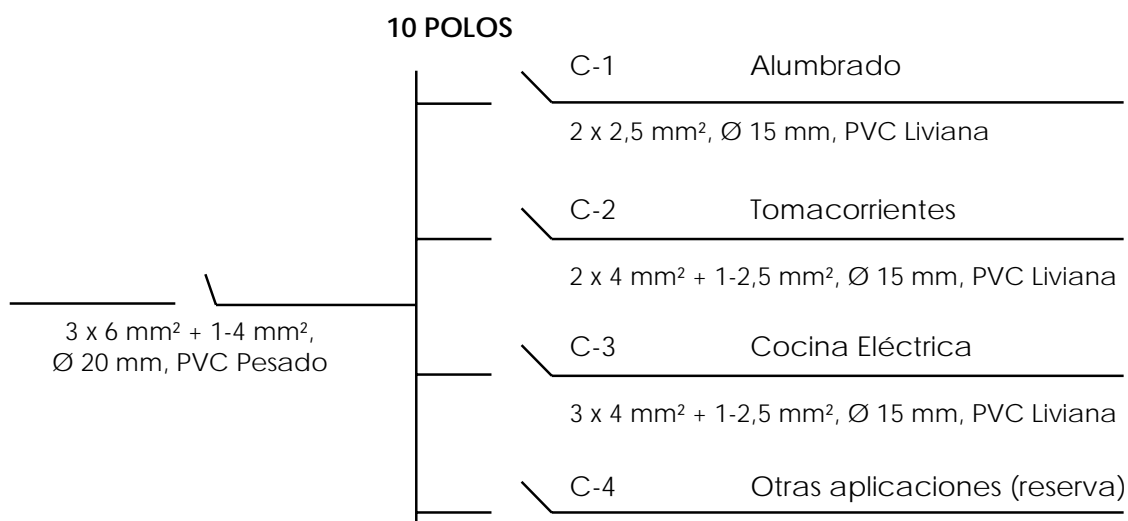 10 POLOS
C-1 Alumbrado
2 x 2,5 mm², Ø 15 mm, PVC Liviana
C-2 Tomacorrientes
2 x 4 mm² + 1-2,5 mm², Ø 15 mm, PVC Liviana
3 x 6 mm² + 1-4 mm²,
Ø 20 mm, PVC Pesado
C-3 Cocina Eléctrica
3 x 4 mm² + 1-2,5 mm², Ø 15 mm, PVC Liviana
C-4 Otras aplicaciones (reserva)